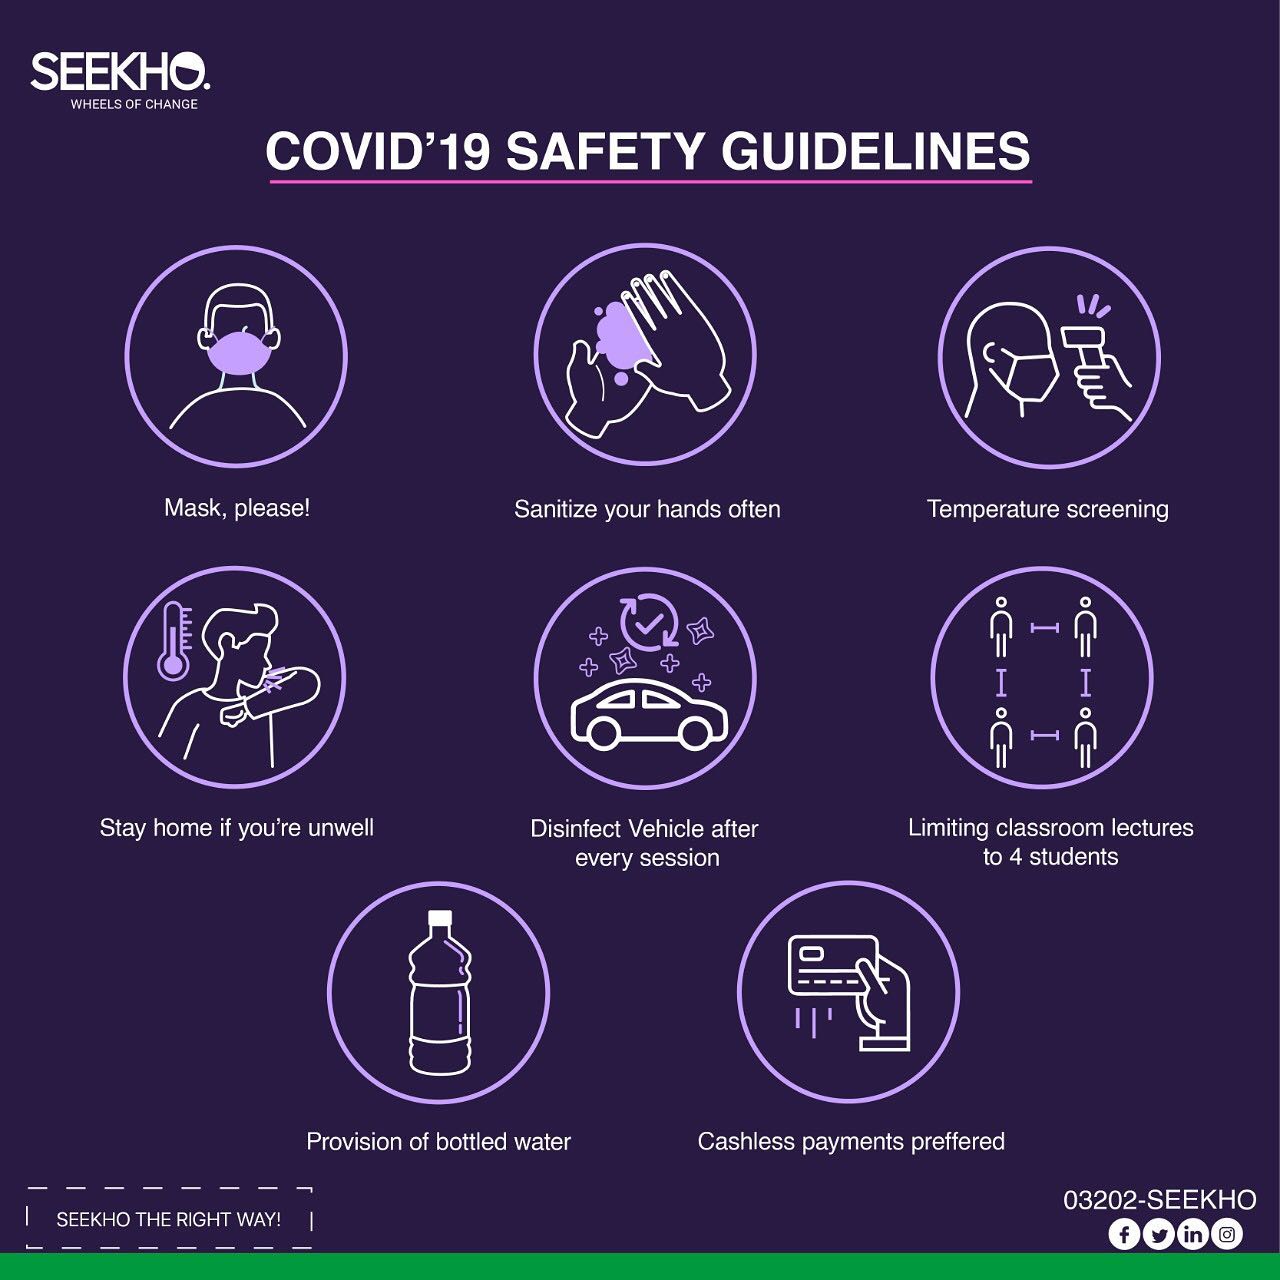 SEEKHO.
WHEELS OF CHANGE
COVID'19 SAFETY GUIDELINES
Mask, please!
Sanitize your hands often
Temperature screening
Stay home if you're unwell
Disinfect Vehicle after
every session
Limiting classroom lectures
to 4 students
Provision of bottled water
Cashless payments preffered
SEEKHO THE RIGHT WAY!
03202-SEEKHO